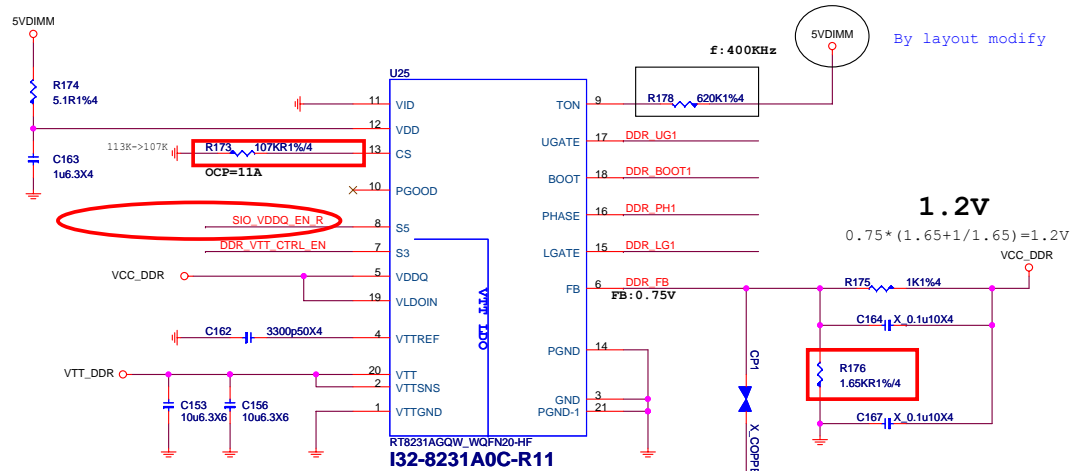 5VDIMM
5VDIMM
By layout modify
f:400KHz
U25
R174
5.1R1%4
11
VID
TON
9
R178
620K1%4
12
VDD
UGATE
17
DDR_UG1
113K->107K
R173
107KR1%/4
13
CS
C163
1u6.3X4
OCP=11A
BOOT
18
DDR_BOOT1
10
PGOOD
1.2V
SIO_VDDQ_EN_R
8
S5
PHASE
16
DDR_PH1
0.75*(1.65+1/1.65)=1.2V
DDR_VTT_CTRL_EN
7
S3
LGATE
15
DDR_LG1
VCC_DDR
VCC_DDR
5
VDDQ
FB
6
DDR_FB
R175
1K1%4
19
VLDOIN
FB:0.75V
VTT LDO
C164
X_0.1u10X4
C162
3300p50X4
4
VTTREF
PGND
14
CP1
R176
1.65KR1%/4
VTT_DDR
20
VTT
2
VTTSNS
GND
3
C153
10u6.3X6
C156
10u6.3X6
1
VTTGND
PGND-1
21
C167
X_0.1u10X4
RT8231AGQW_WQFN20-HF
I32-8231A0C-R11